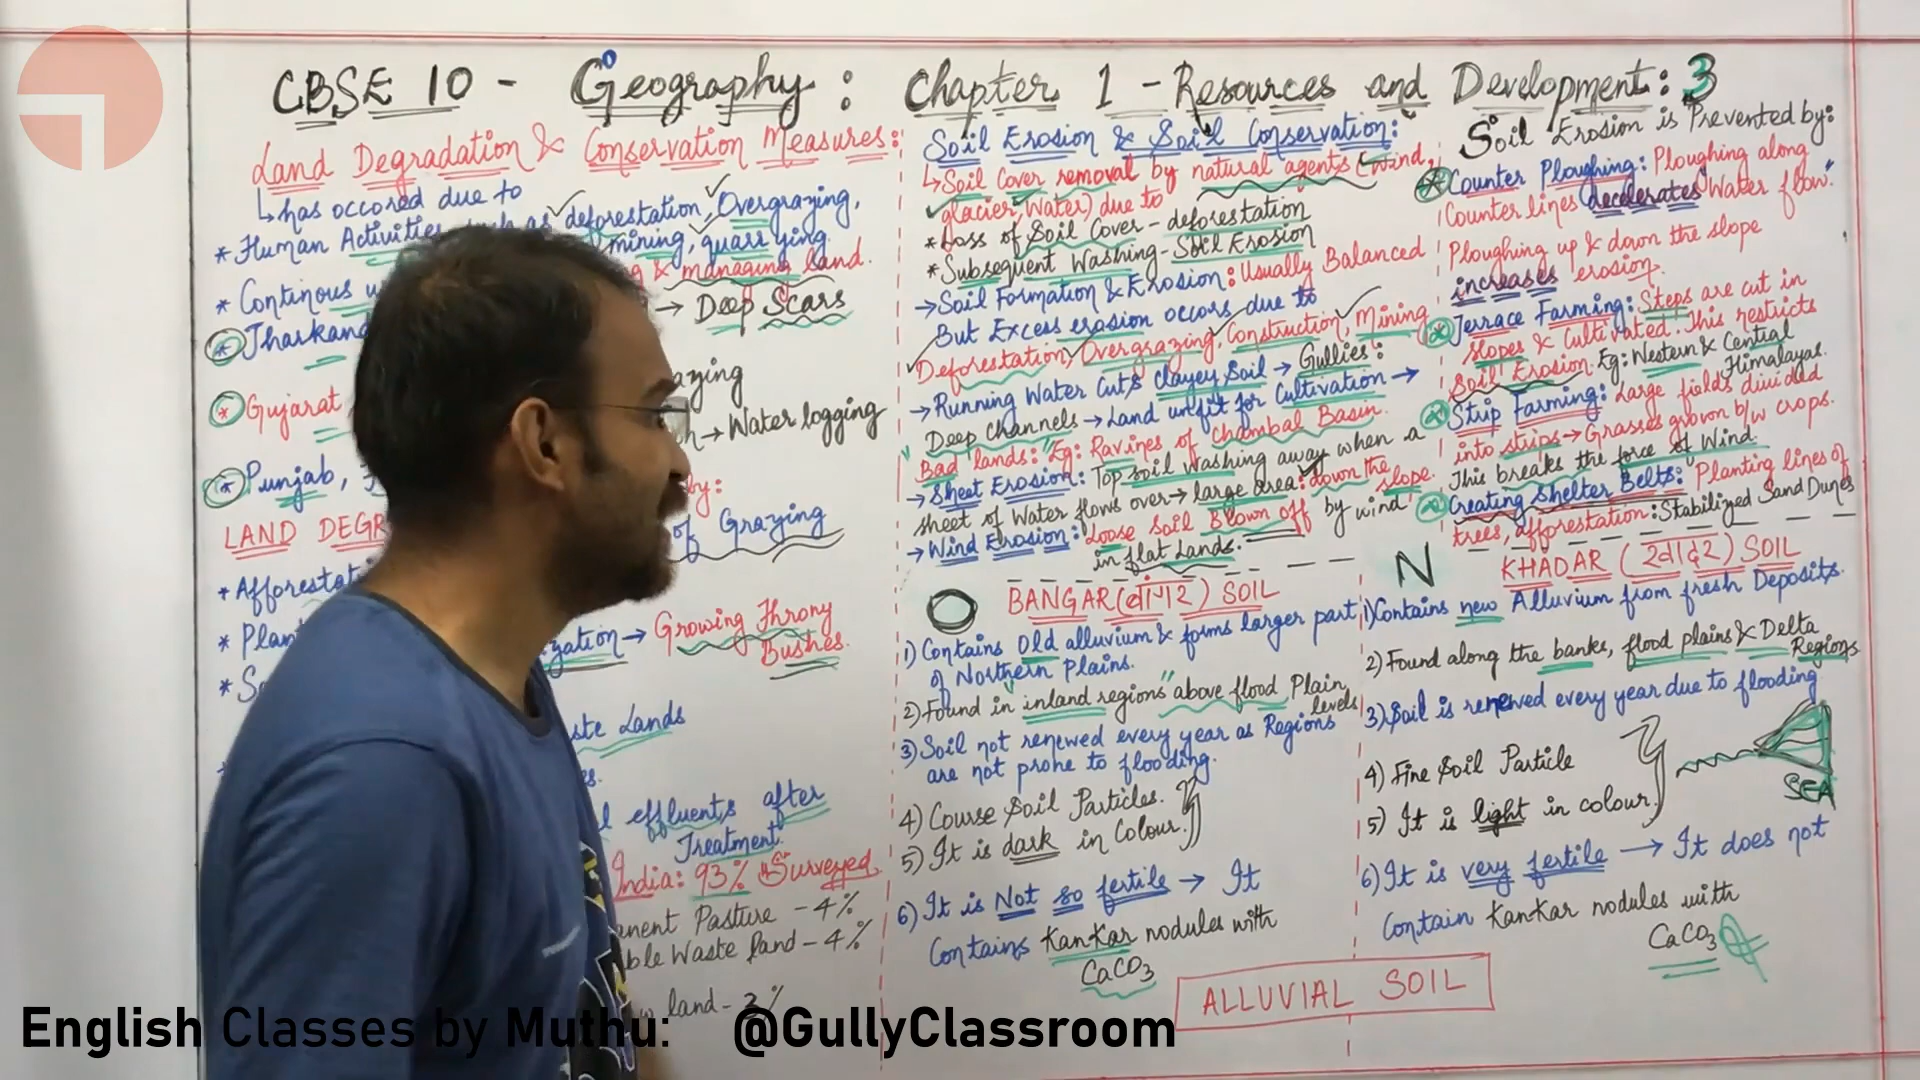 CBSE 10 - Geography : Chapter 1 - Resources and Development: 3
Land Degradation & Conservation Measures:
↳has occored due to
* Human Activities such as deforestation, Overgrazing,
mining, quarrying
* Continous
& managing land.
→ Deep Scars
* Jharkand
azing
* Gujarat
→ Water logging
* Punjab,
by:
LAND DEGR
of Grazing
* Afforestati
* Plan
zation → Growing Throny
Bushes.
* S
ste Lands
es.
l effluents after
Treatment.
India: 93% Surveyed
anent Pasture - 4%
ble Waste Land - 4%
w land - 3%
Soil Erosion & Soil Conservation:
↳Soil Cover removal by natural agents (wind,
glacier, Water) due to
* Loss of Soil Cover - deforestation
* Subsequent Washing - Soil Erosion
→ Soil Formation & Erosion: Usually Balanced
But Excess erosion occors due to
Deforestation, Overgrazing, Construction, Mining
→ Running Water Cuts clayey Soil → Gullies:
Deep channels → Land unfit for Cultivation →
Bad lands: Eg: Ravines of Chambal Basin.
→ Sheet Erosion: Top soil washing away when a
sheet of Water flows over → large area: down the slope.
→ Wind Erosion: Loose Soil Blown off by wind
in flat Lands.
O BANGAR (बांगर) SOIL
1) Contains Old alluvium & forms larger part
of Northern Plains.
2) Found in inland regions "above flood Plain
levels
3) Soil not renewed every year as Regions
are not prone to flooding.
4) Course Soil Particles.
5) It is dark in Colour.
6) It is Not so fertile → It
Contains KanKar nodules with
CaCO3
Soil Erosion is Prevented by:
* Counter Ploughing: Ploughing along
Counter lines decelerates Water flow.
Ploughing up & down the slope
increases erosion.
* Terrace Farming: Steps are cut in
slopes & Cultivated. This restricts
Soil Erosion. Eg: Western & Central
Himalayas.
* Strip Farming: Large fields divided
into strips → Grasses grown b/w crops.
This breaks the force of Wind.
* Creating Shelter Belts: Planting lines of
trees, afforestation: Stabilized Sand Dunes
N KHADAR (खादर) SOIL
1) Contains new Alluvium from fresh Deposits.
2) Found along the banks, flood plains & Delta
Regions
3) Soil is renewed every year due to flooding
4) Fine Soil Particle
5) It is light in colour.
SEA
6) It is very fertile → It does not
Contain KanKar nodules with
CaCO3
ALLUVIAL SOIL
English Classes by Muthu: @GullyClassroom